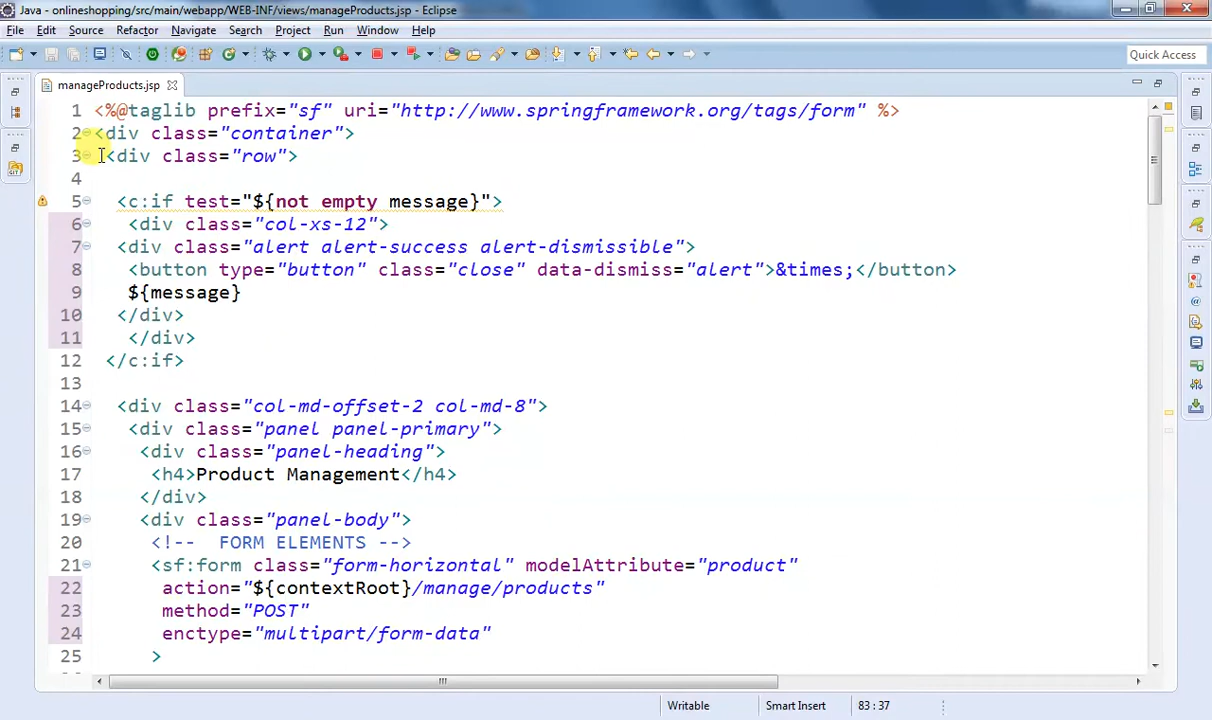 Java - onlineshopping/src/main/webapp/WEB-INF/views/manageProducts.jsp - Eclipse
File Edit Source Refactor Navigate Search Project Run Window Help
Quick Access
manageProducts.jsp
1 <%@taglib prefix="sf" uri="http://www.springframework.org/tags/form" %>
2 <div class="container">
3 <div class="row">
4
5 <c:if test="${not empty message}">
6 <div class="col-xs-12">
7 <div class="alert alert-success alert-dismissible">
8 <button type="button" class="close" data-dismiss="alert">&times;</button>
9 ${message}
10 </div>
11 </div>
12 </c:if>
13
14 <div class="col-md-offset-2 col-md-8">
15 <div class="panel panel-primary">
16 <div class="panel-heading">
17 <h4>Product Management</h4>
18 </div>
19 <div class="panel-body">
20 <!-- FORM ELEMENTS -->
21 <sf:form class="form-horizontal" modelAttribute="product"
22 action="${contextRoot}/manage/products"
23 method="POST"
24 enctype="multipart/form-data"
25 >
Writable Smart Insert 83 : 37